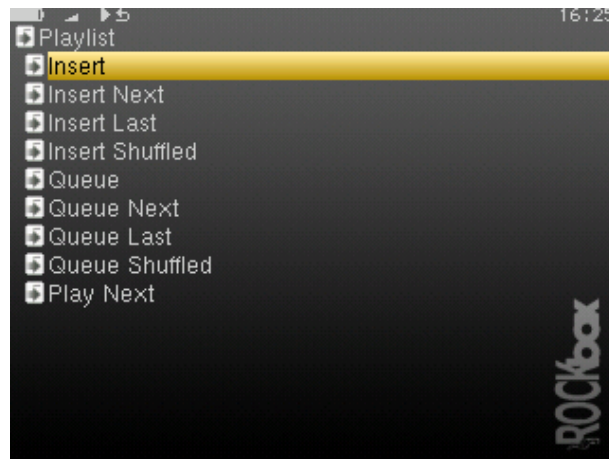 16:25
Playlist
Insert
Insert Next
Insert Last
Insert Shuffled
Queue
Queue Next
Queue Last
Queue Shuffled
Play Next
ROCKbox